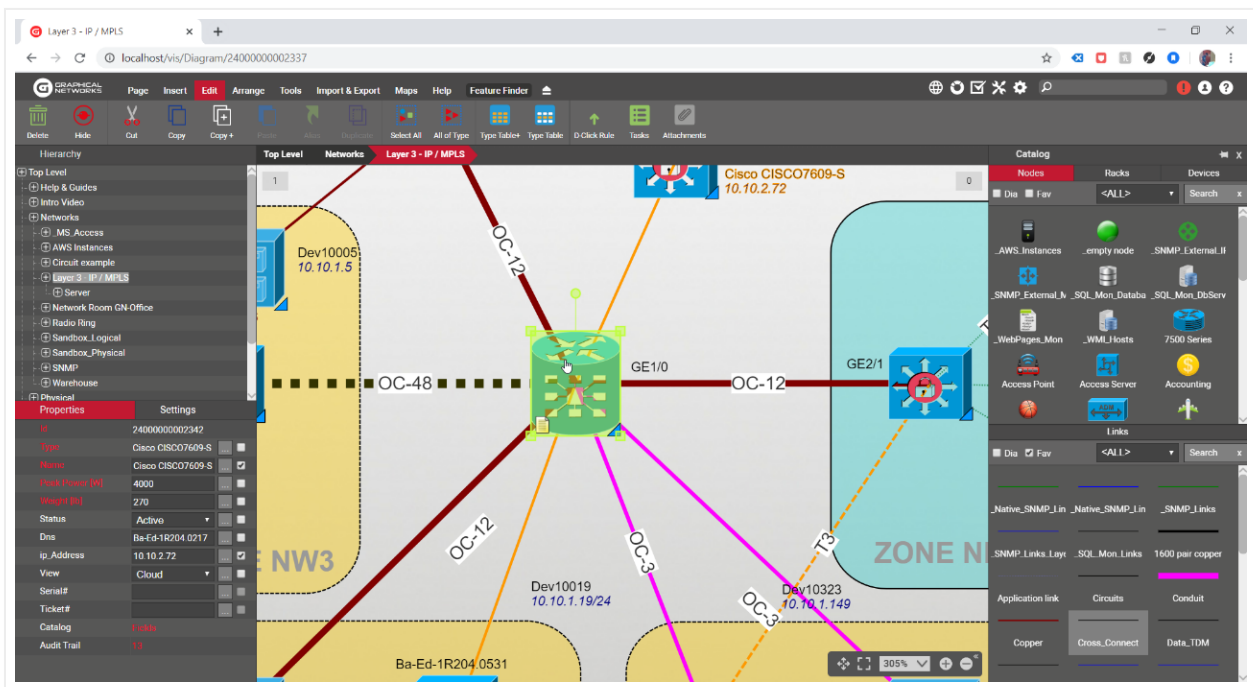 Layer 3 - IP / MPLS
localhost/vis/Diagram/24000000002337
GRAPHICAL NETWORKS
Page Insert Edit Arrange Tools Import & Export Maps Help Feature Finder
Delete Hide Cut Copy Copy + Paste Alias Duplicate Select All All of Type Type Table+ Type Table D.Click Rule Tasks Attachments
Hierarchy
Top Level
Help & Guides
Intro Video
Networks
_MS_Access
AWS Instances
Circuit example
Layer 3 - IP / MPLS
Server
Network Room GN-Office
Radio Ring
Sandbox_Logical
Sandbox_Physical
SNMP
Warehouse
Physical
Properties Settings
Id 24000000002342
Type Cisco CISCO7609-S ...
Name Cisco CISCO7609-S ...
4000 ...
Weight 270 ...
Status Active ...
Dns Ba-Ed-1R204.0217 ...
ip_Address 10.10.2.72 ...
View Cloud ...
Serial# ...
Ticket# ...
Catalog
Audit Trail
Top Level Networks Layer 3 - IP / MPLS
1
0
Cisco CISCO7609-S
10.10.2.72
OC-12
Dev10005
10.10.1.5
GE1/0
GE2/1
OC-48
OC-12
OC-12
OC-3
T3
ZONE N
E NW3
Dev10019
10.10.1.19/24
OC-3
Dev10323
10.10.1.149
Ba-Ed-1R204.0531
305%
Catalog x
Nodes Racks Devices
Dia Fav <ALL> Search x
_AWS_Instances _empty node _SNMP_External_If
_SNMP_External_N _SQL_Mon_Databa _SQL_Mon_DbServ
_WebPages_Mon _WMI_Hosts 7500 Series
Access Point Access Server Accounting
Links
Dia Fav <ALL> Search x
_Native_SNMP_Lin _Native_SNMP_Lin _SNMP_Links
_SNMP_Links_Laye _SQL_Mon_Links 1600 pair copper
Application link Circuits Conduit
Copper Cross_Connect Data_TDM